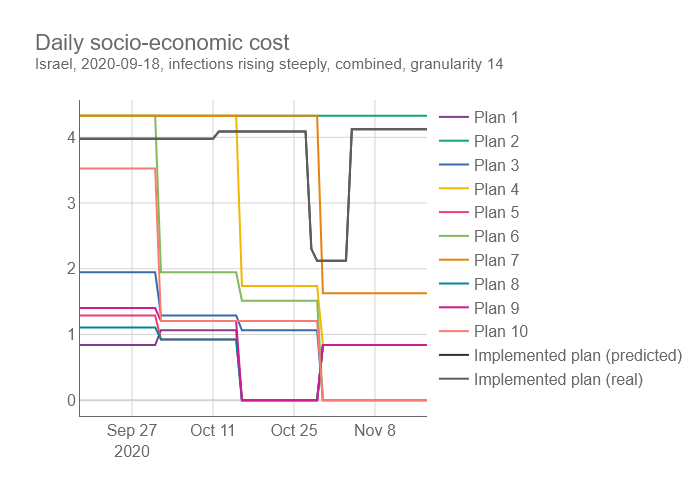 Daily socio-economic cost
Israel, 2020-09-18, infections rising steeply, combined, granularity 14
4
3
2
1
0
Sep 27
2020
Oct 11
Oct 25
Nov 8
Plan 1
Plan 2
Plan 3
Plan 4
Plan 5
Plan 6
Plan 7
Plan 8
Plan 9
Plan 10
Implemented plan (predicted)
Implemented plan (real)